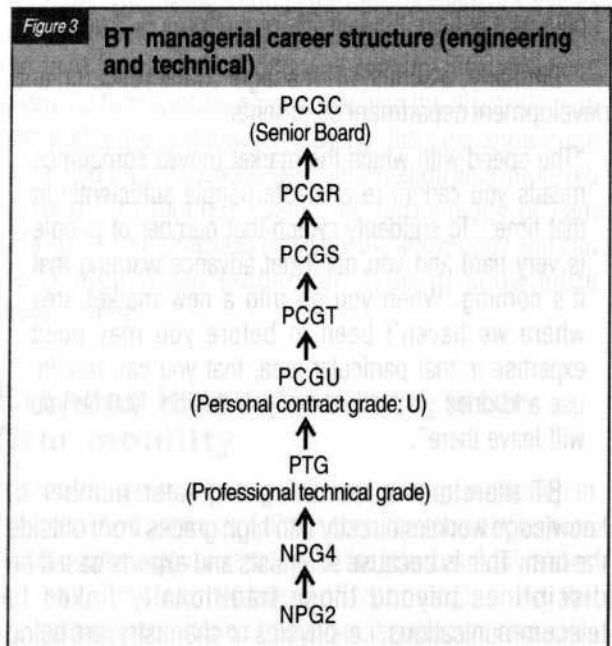 Figure 3
BT managerial career structure (engineering
and technical)
PCGC
(Senior Board)
PCGR
PCGS
PCGT
PCGU
(Personal contract grade: U)
PTG
(Professional technical grade)
NPG4
NPG2